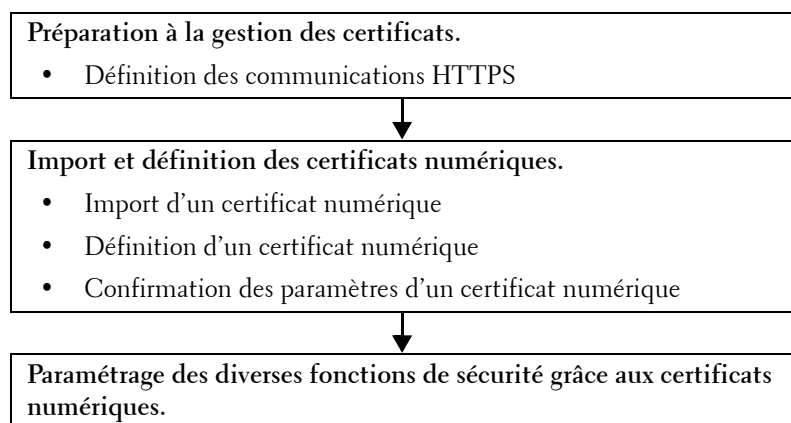 Préparation à la gestion des certificats.
• Définition des communications HTTPS
Import et définition des certificats numériques.
• Import d’un certificat numérique
• Définition d’un certificat numérique
• Confirmation des paramètres d’un certificat numérique
Paramétrage des diverses fonctions de sécurité grâce aux certificats
numériques.